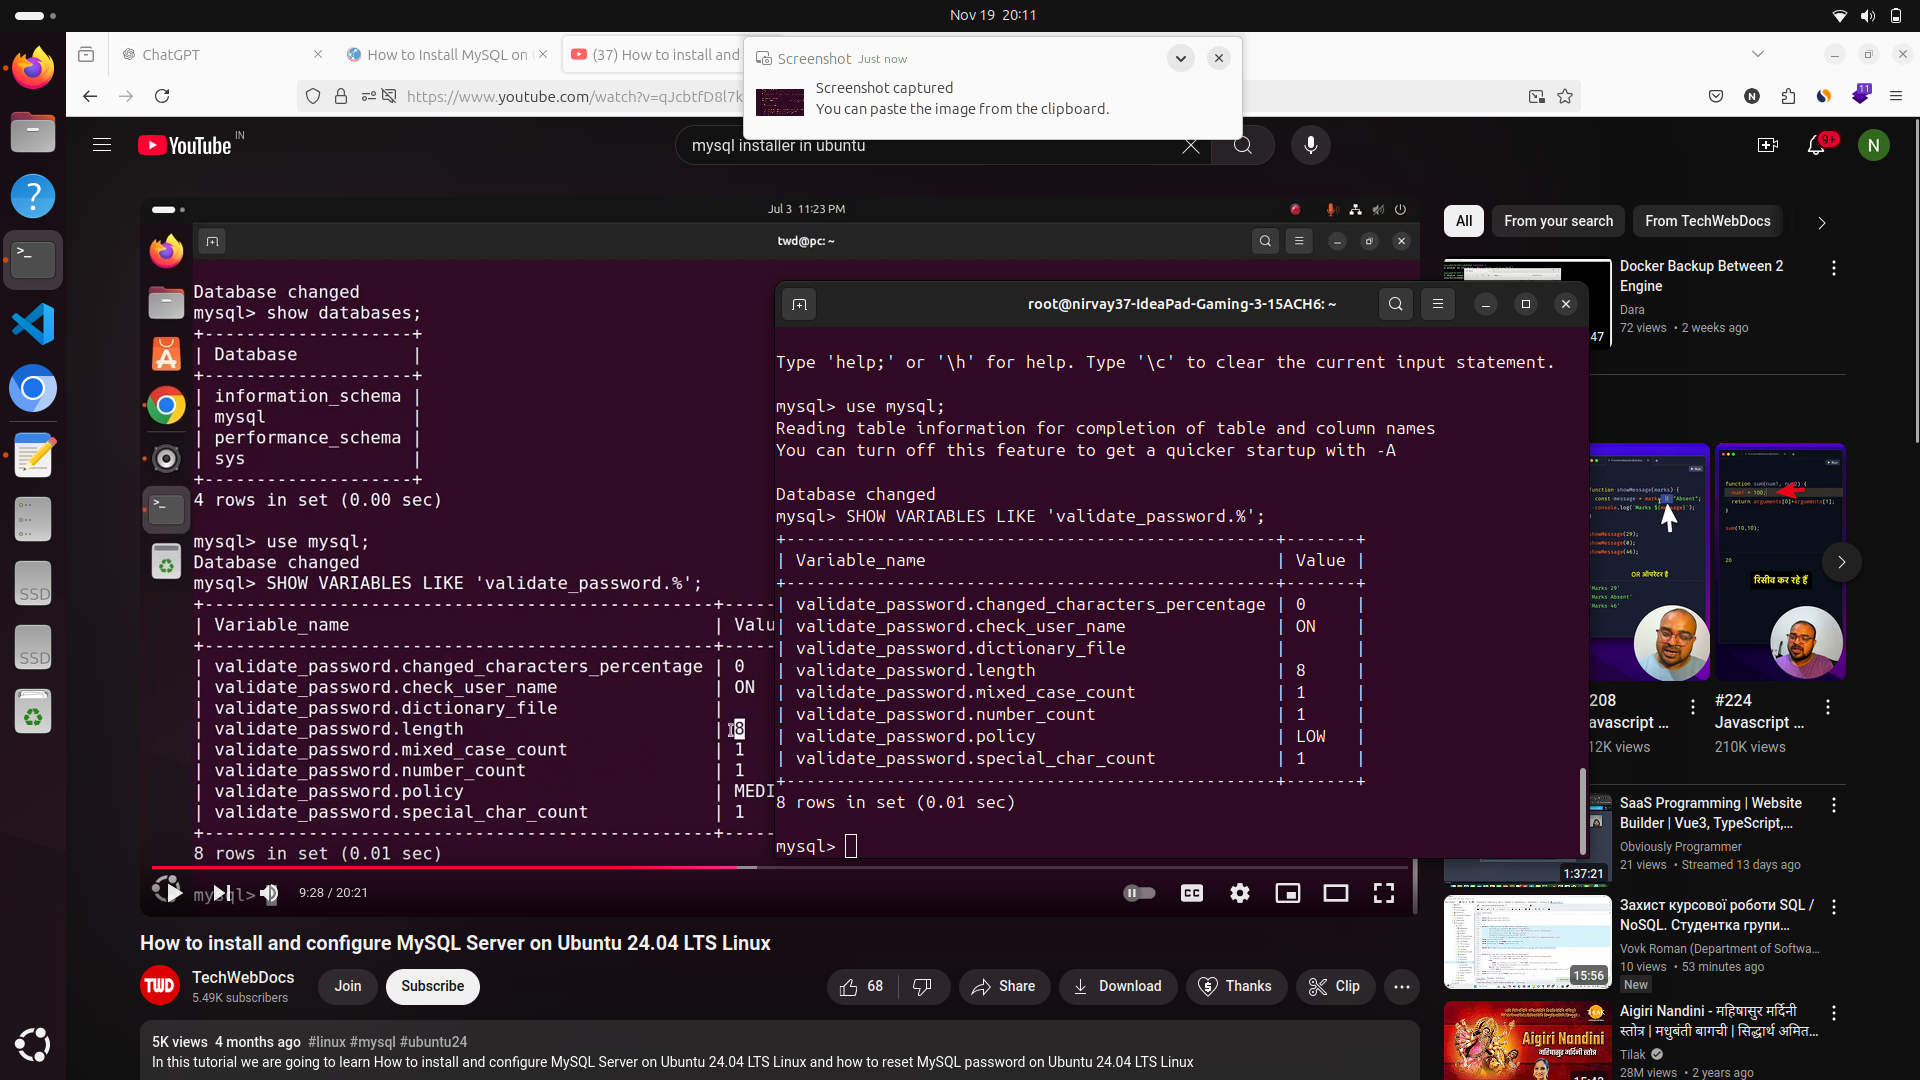 Nov 19 20:11
ChatGPT
How to Install MySQL on
(37) How to install and
Screenshot Just now
Screenshot captured
You can paste the image from the clipboard.
https://www.youtube.com/watch?v=qJcbtfD8l7k
11
YouTube IN
mysql installer in ubuntu
9+
N
Jul 3 11:23 PM
twd@pc: ~
Database changed
mysql> show databases;
+--------------------+
| Database           |
+--------------------+
| information_schema |
| mysql              |
| performance_schema |
| sys                |
+--------------------+
4 rows in set (0.00 sec)
mysql> use mysql;
Database changed
mysql> SHOW VARIABLES LIKE 'validate_password.%';
| Variable_name | Valu
| validate_password.changed_characters_percentage | 0
| validate_password.check_user_name | ON
| validate_password.dictionary_file |
| validate_password.length | 8
| validate_password.mixed_case_count | 1
| validate_password.number_count | 1
| validate_password.policy | MEDI
| validate_password.special_char_count | 1
8 rows in set (0.01 sec)
mysql>
root@nirvay37-IdeaPad-Gaming-3-15ACH6: ~
Type 'help;' or '\h' for help. Type '\c' to clear the current input statement.
mysql> use mysql;
Reading table information for completion of table and column names
You can turn off this feature to get a quicker startup with -A
Database changed
mysql> SHOW VARIABLES LIKE 'validate_password.%';
+-------------------------------------------------+-------+
| Variable_name                                   | Value |
+-------------------------------------------------+-------+
| validate_password.changed_characters_percentage | 0     |
| validate_password.check_user_name               | ON    |
| validate_password.dictionary_file               |       |
| validate_password.length                        | 8     |
| validate_password.mixed_case_count              | 1     |
| validate_password.number_count                  | 1     |
| validate_password.policy                        | LOW   |
| validate_password.special_char_count            | 1     |
+-------------------------------------------------+-------+
8 rows in set (0.01 sec)
mysql>
9:28 / 20:21
CC
How to install and configure MySQL Server on Ubuntu 24.04 LTS Linux
TWD
TechWebDocs
5.49K subscribers
Join
Subscribe
68
Share
Download
Thanks
Clip
5K views 4 months ago #linux #mysql #ubuntu24
In this tutorial we are going to learn How to install and configure MySQL Server on Ubuntu 24.04 LTS Linux and how to reset MySQL password on Ubuntu 24.04 LTS Linux
All
From your search
From TechWebDocs
Docker Backup Between 2
Engine
Dara
72 views • 2 weeks ago
47
OR ऑपरेटर है
रिसीव कर रहे हैं
208
avascript ...
12K views
#224
Javascript ...
210K views
SaaS Programming | Website
Builder | Vue3, TypeScript,...
Obviously Programmer
21 views • Streamed 13 days ago
1:37:21
Захист курсової роботи SQL /
NoSQL. Студентка групи...
Vovk Roman (Department of Softwa...
10 views • 53 minutes ago
New
15:56
Aigiri Nandini - महिषासुर मर्दिनी
स्तोत्र | मधुबंती बागची | सिद्धार्थ अमित...
Tilak
28M views • 2 years ago
Aigiri Nandini
महिषासुर मर्दिनी स्तोत्र
SSD
SSD